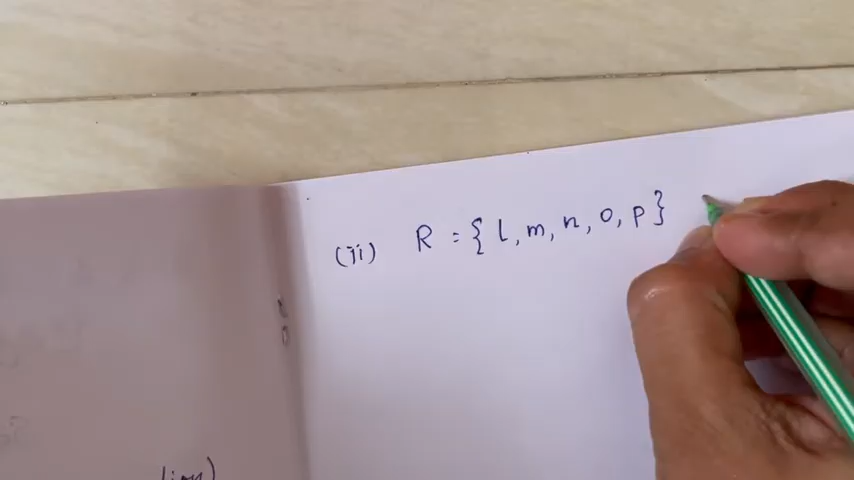 (ii) R = {l, m, n, o, p}